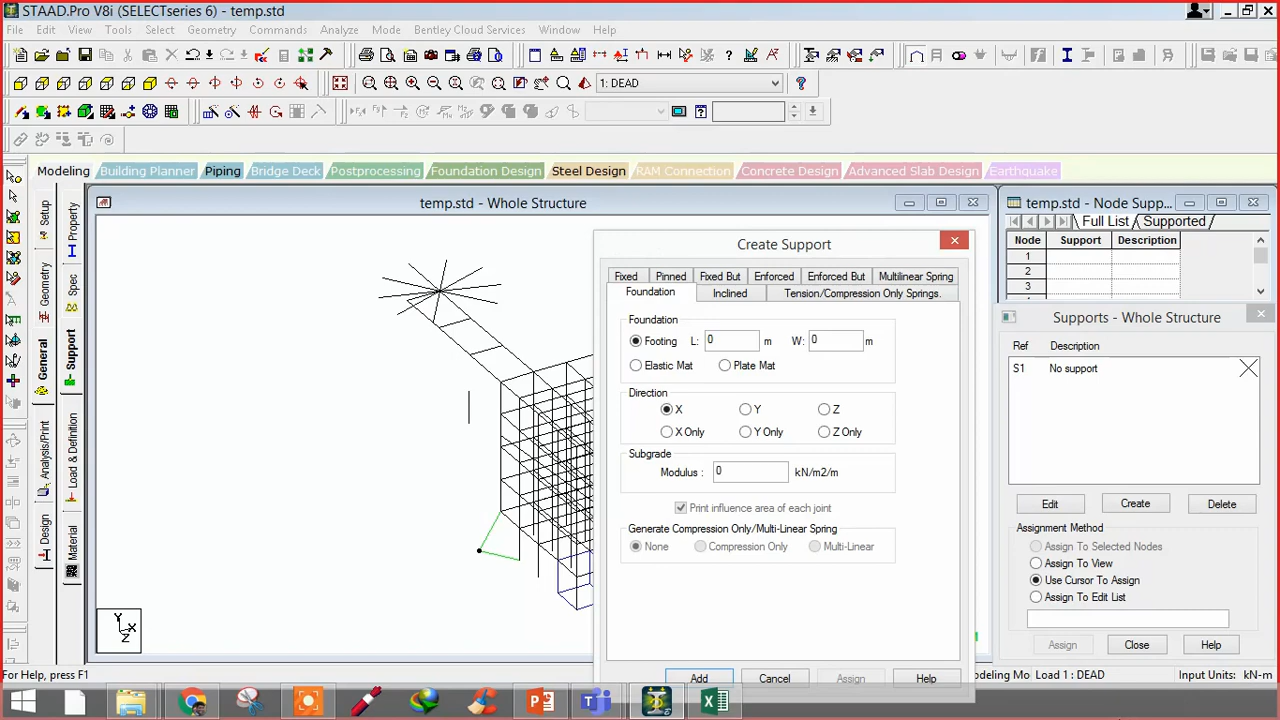 STAAD.Pro V8i (SELECTseries 6) - temp.std
File Edit View Tools Select Geometry Commands Analyze Mode Bentley Cloud Services Window Help
1: DEAD
Modeling Building Planner Piping Bridge Deck Postprocessing Foundation Design Steel Design RAM Connection Concrete Design Advanced Slab Design Earthquake
Setup
Geometry
General
Analysis/Print
Design
Property
Spec
Support
Load & Definition
Material
temp.std - Whole Structure
Y
X
Z
Create Support
Fixed Pinned Fixed But Enforced Enforced But Multilinear Spring
Foundation Inclined Tension/Compression Only Springs.
Foundation
Footing L: 0 m W: 0 m
Elastic Mat Plate Mat
Direction
X Y Z
X Only Y Only Z Only
Subgrade
Modulus : 0 kN/m2/m
Print influence area of each joint
Generate Compression Only/Multi-Linear Spring
None Compression Only Multi-Linear
Add Cancel Assign Help
temp.std - Node Supp...
Full List Supported
Node Support Description
1
2
3
Supports - Whole Structure
Ref Description
S1 No support
Edit Create Delete
Assignment Method
Assign To Selected Nodes
Assign To View
Use Cursor To Assign
Assign To Edit List
Assign Close Help
For Help, press F1
odeling Mo Load 1 : DEAD Input Units: kN-m